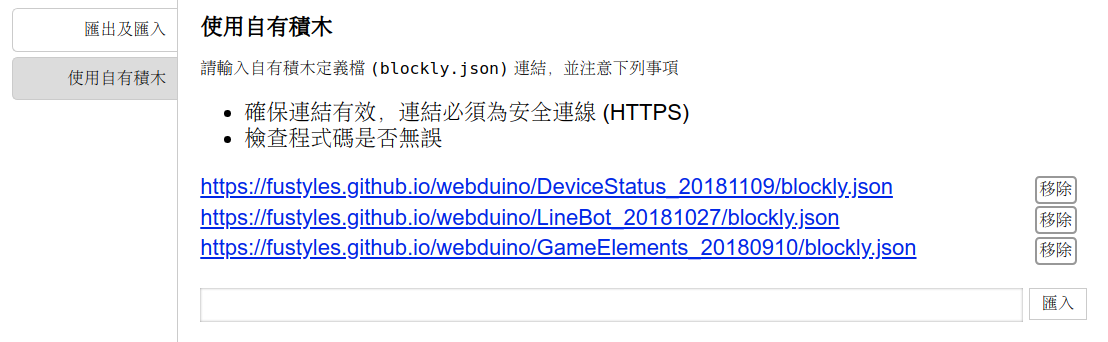 匯出及匯入
使用自有積木
使用自有積木
請輸入自有積木定義檔 (blockly.json) 連結，並注意下列事項
確保連結有效，連結必須為安全連線 (HTTPS)
檢查程式碼是否無誤
https://fustyles.github.io/webduino/DeviceStatus_20181109/blockly.json 移除
https://fustyles.github.io/webduino/LineBot_20181027/blockly.json 移除
https://fustyles.github.io/webduino/GameElements_20180910/blockly.json 移除
匯入